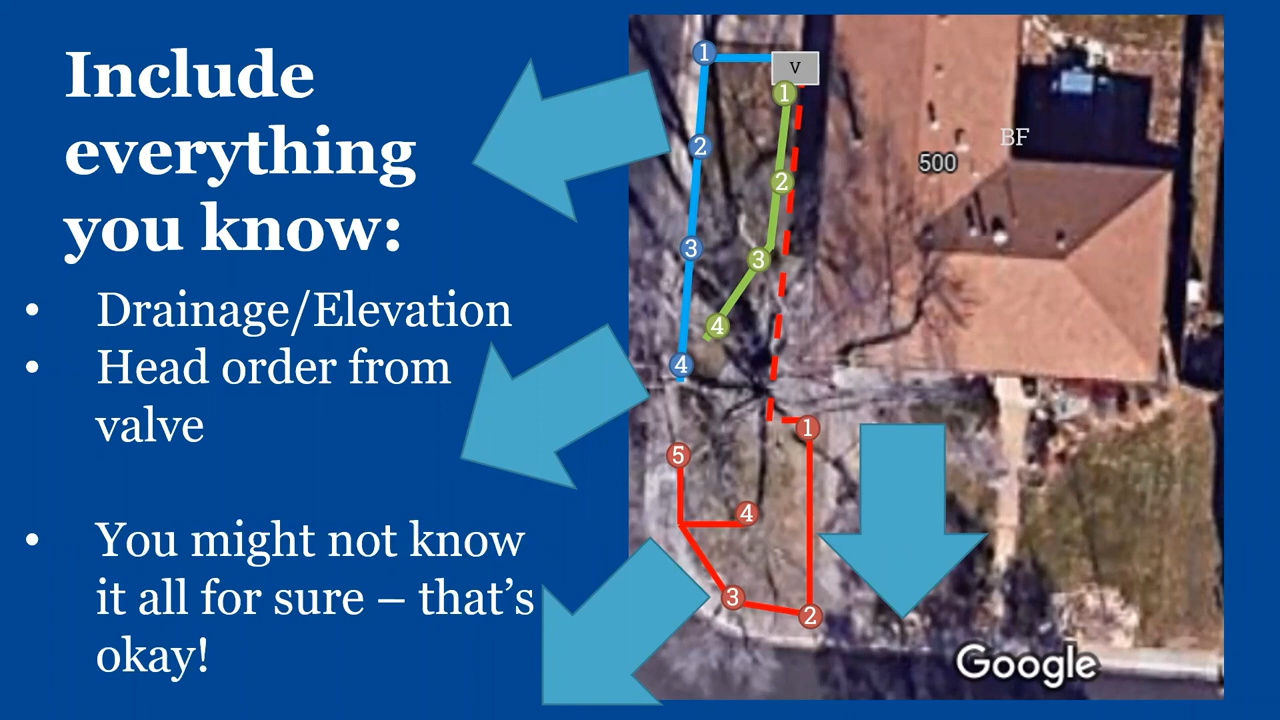 Include
everything
you know:
• Drainage/Elevation
• Head order from
valve
• You might not know
it all for sure – that's
okay!
1
V
1
2
2
3
3
4
4
BF
500
1
5
4
3
2
Google